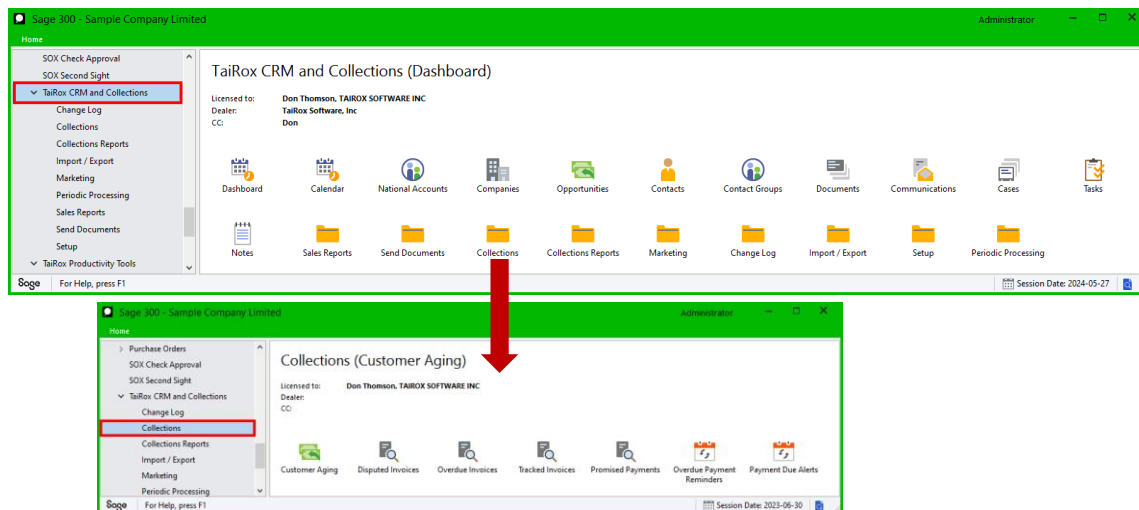 Sage 300 - Sample Company Limited
Administrator
Home
SOX Check Approval
SOX Second Sight
TaiRox CRM and Collections
Change Log
Collections
Collections Reports
Import / Export
Marketing
Periodic Processing
Sales Reports
Send Documents
Setup
TaiRox Productivity Tools
TaiRox CRM and Collections (Dashboard)
Licensed to: Don Thomson, TAIROX SOFTWARE INC
Dealer: TaiRox Software, Inc
CC: Don
Dashboard Calendar National Accounts Companies Opportunities Contacts Contact Groups Documents Communications Cases Tasks
Notes Sales Reports Send Documents Collections Collections Reports Marketing Change Log Import / Export Setup Periodic Processing
Sage For Help, press F1
Session Date: 2024-05-27
Sage 300 - Sample Company Limited
Administrator
Home
Purchase Orders
SOX Check Approval
SOX Second Sight
TaiRox CRM and Collections
Change Log
Collections
Collections Reports
Import / Export
Marketing
Periodic Processing
Collections (Customer Aging)
Licensed to: Don Thomson, TAIROX SOFTWARE INC
Dealer:
CC:
Customer Aging Disputed Invoices Overdue Invoices Tracked Invoices Promised Payments Overdue Payment Reminders Payment Due Alerts
Sage For Help, press F1
Session Date: 2023-06-30